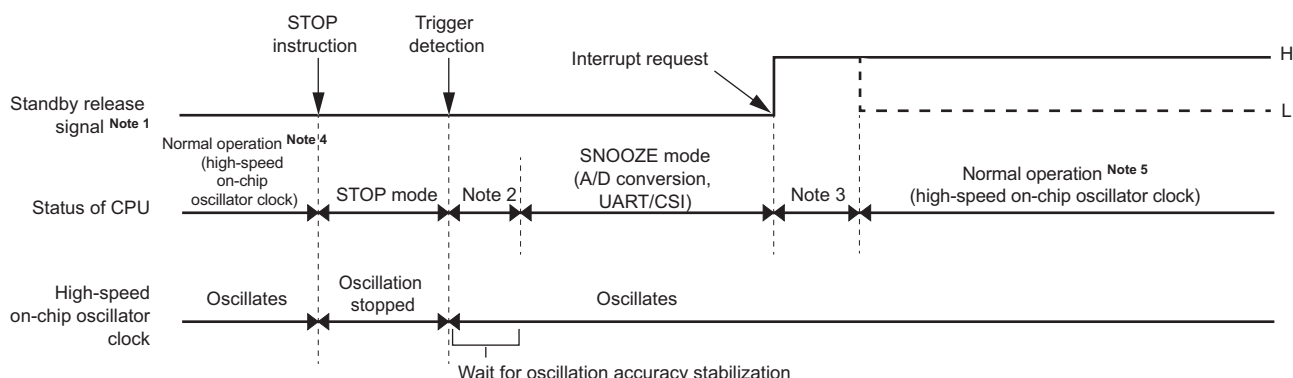 STOP
instruction
Trigger
detection
Interrupt request
H
L
Standby release
signal Note 1
Normal operation Note 4
(high-speed
on-chip
oscillator clock)
STOP mode
Note 2
SNOOZE mode
(A/D conversion,
UART/CSI)
Note 3
Normal operation Note 5
(high-speed on-chip oscillator clock)
Status of CPU
High-speed
on-chip oscillator
clock
Oscillates
Oscillation
stopped
Oscillates
Wait for oscillation accuracy stabilization